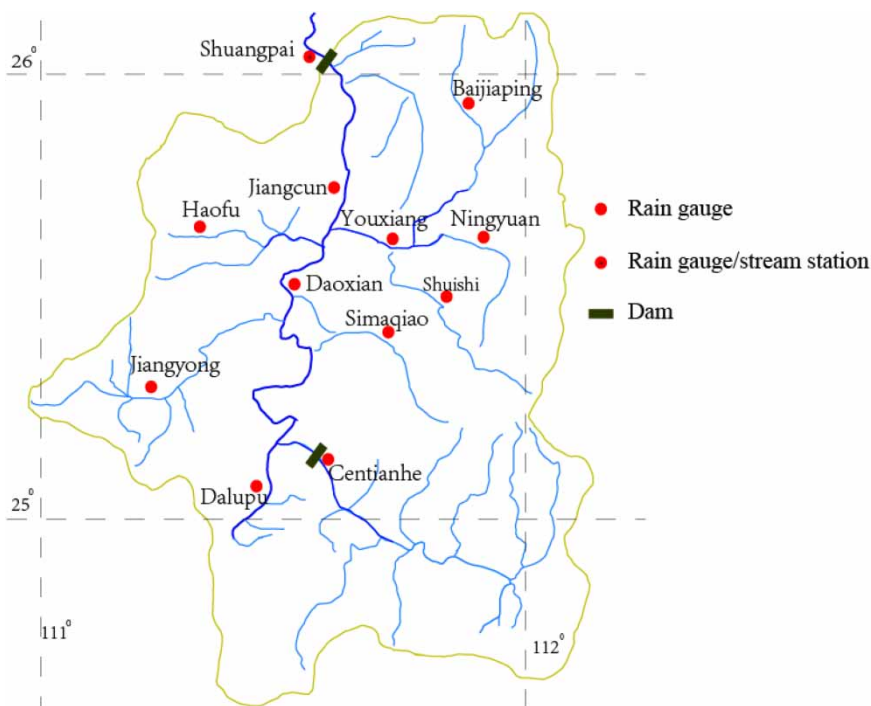 Shuangpai
26°
Baijiaping
Jiangcun
Haofu
Youxiang
Ningyuan
Rain gauge
Rain gauge/stream station
Daoxian
Shuishi
Dam
Simaqiao
Jiangyong
Centianhe
Dalupu
25°
111°
112°